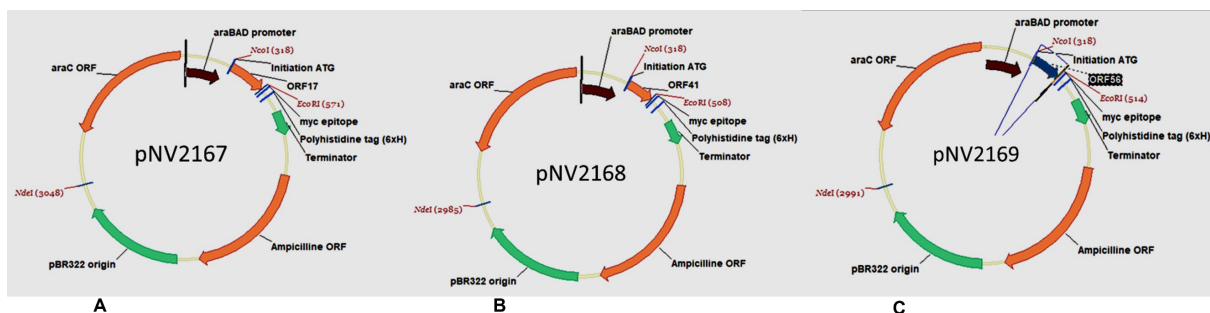 araBAD promoter
NcoI (318)
araC ORF
Initiation ATG
ORF17
EcoRI (571)
myc epitope
Polyhistidine tag (6xH)
Terminator
pNV2167
NdeI (3048)
Ampicilline ORF
pBR322 origin
A
araBAD promoter
NcoI (318)
araC ORF
Initiation ATG
ORF41
EcoRI (508)
myc epitope
Polyhistidine tag (6xH)
Terminator
pNV2168
NdeI (2985)
Ampicilline ORF
pBR322 origin
B
araBAD promoter
NcoI (318)
araC ORF
Initiation ATG
ORF56
EcoRI (514)
myc epitope
Polyhistidine tag (6xH)
Terminator
pNV2169
NdeI (2991)
Ampicilline ORF
pBR322 origin
C